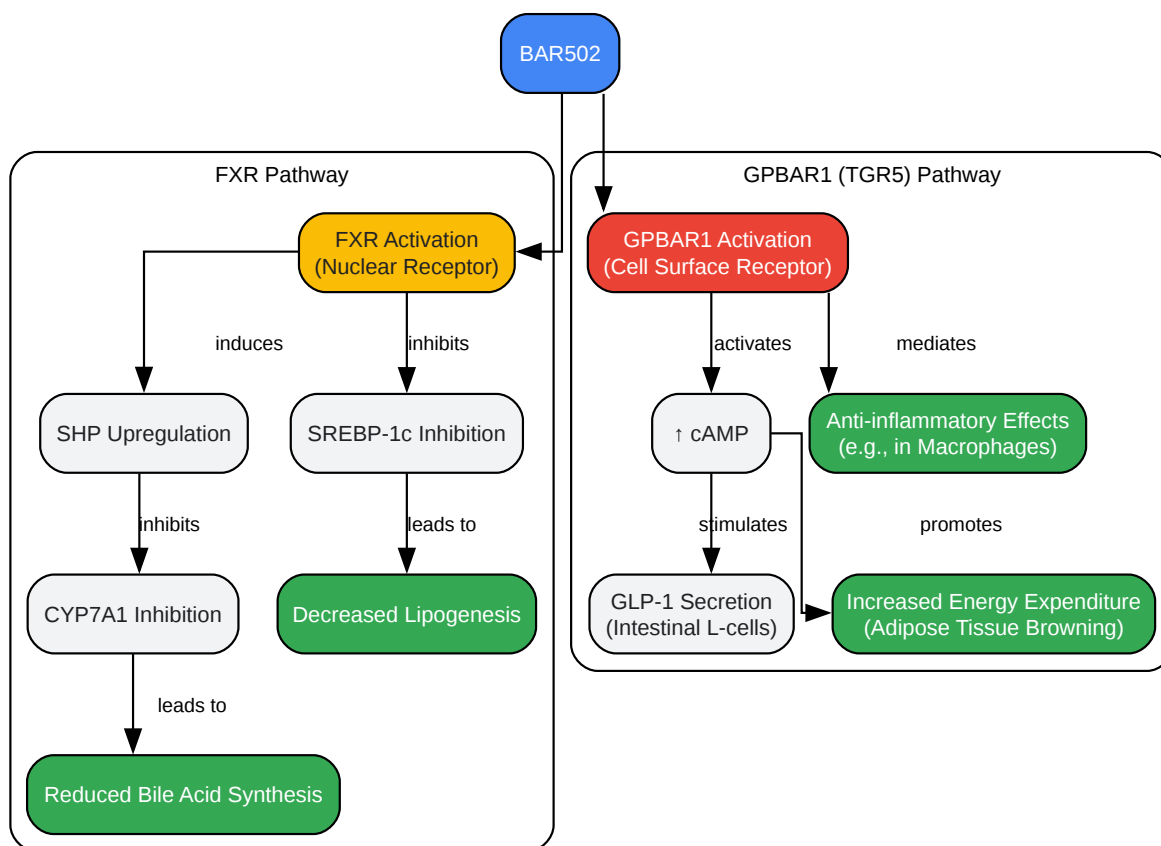 BAR502
FXR Pathway
GPBAR1 (TGR5) Pathway
FXR Activation
(Nuclear Receptor)
GPBAR1 Activation
(Cell Surface Receptor)
induces
inhibits
activates
mediates
SHP Upregulation
SREBP-1c Inhibition
↑ cAMP
Anti-inflammatory Effects
(e.g., in Macrophages)
inhibits
leads to
stimulates
promotes
CYP7A1 Inhibition
Decreased Lipogenesis
GLP-1 Secretion
(Intestinal L-cells)
Increased Energy Expenditure
(Adipose Tissue Browning)
leads to
Reduced Bile Acid Synthesis